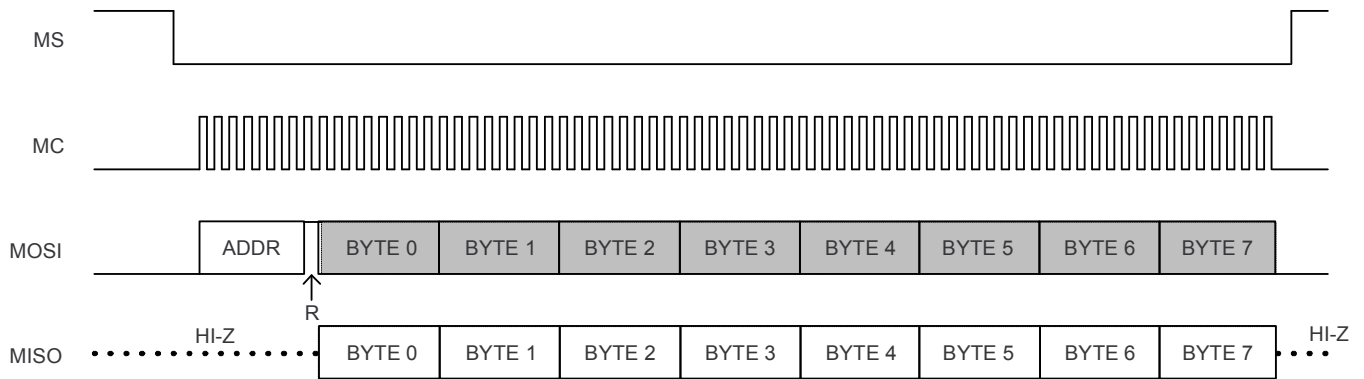 MS
MC
MOSI ADDR BYTE 0 BYTE 1 BYTE 2 BYTE 3 BYTE 4 BYTE 5 BYTE 6 BYTE 7
R
HI-Z HI-Z
MISO BYTE 0 BYTE 1 BYTE 2 BYTE 3 BYTE 4 BYTE 5 BYTE 6 BYTE 7